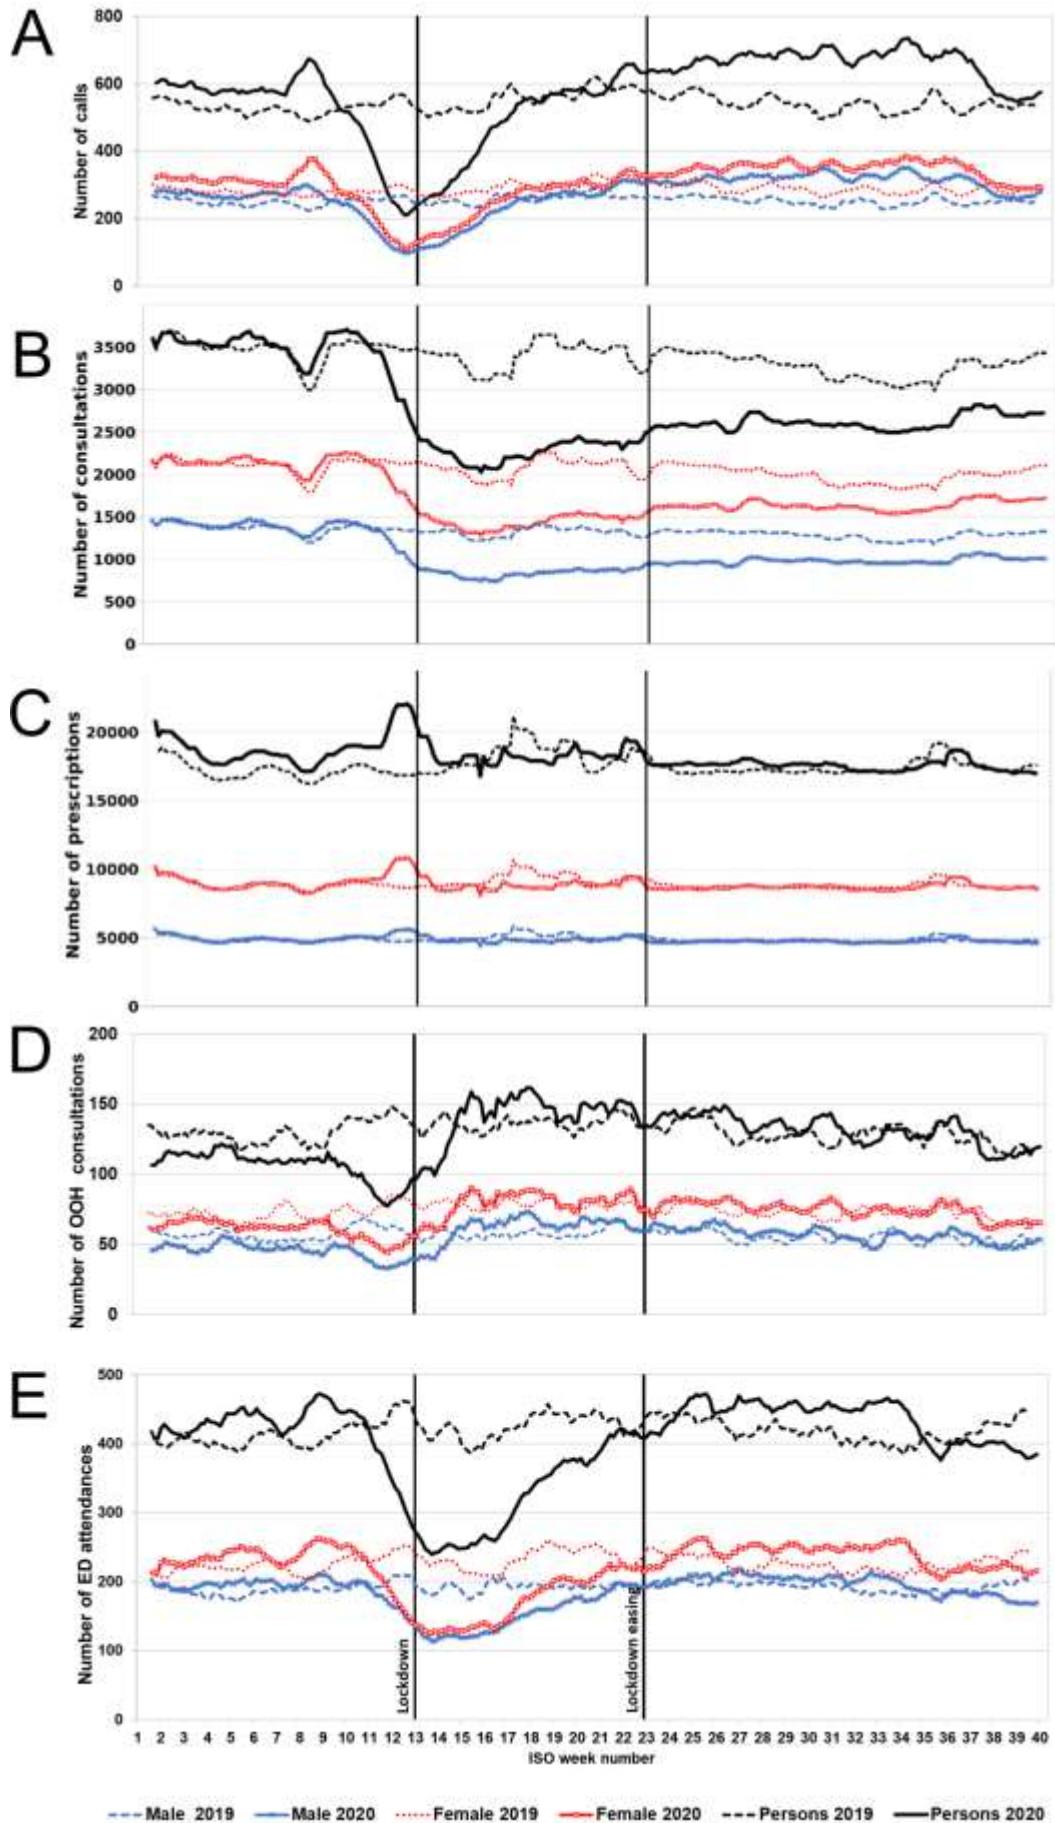 A
800
600
400
200
0
Number of calls
B
3500
3000
2500
2000
1500
1000
500
0
Number of consultations
C
20000
15000
10000
5000
0
Number of prescriptions
D
200
150
100
50
0
Number of OOH consultations
E
500
400
300
200
100
0
Number of ED attendances
Lockdown
Lockdown easing
1 2 3 4 5 6 7 8 9 10 11 12 13 14 15 16 17 18 20 21 22 23 24 26 27 28 29 30 31 32 33 34 36 37 38 39 40
ISO week number
Male 2019 Male 2020 Female 2019 Female 2020 Persons 2019 Persons 2020